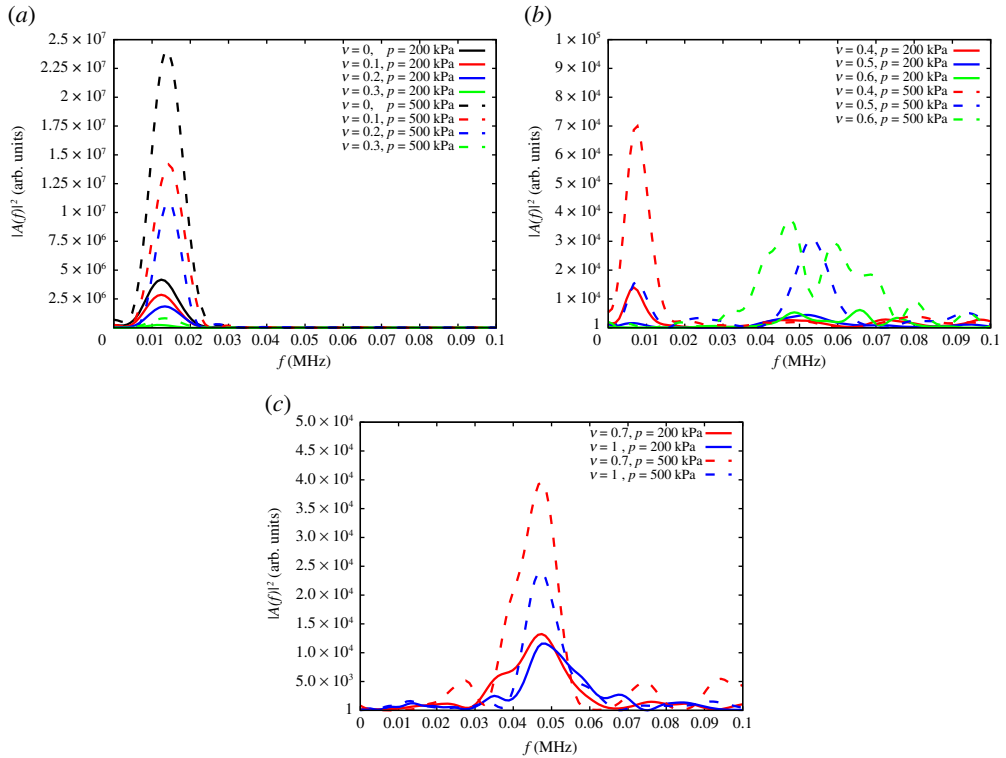 (a)
2.5 × 10⁷
2.25 × 10⁷
2.0 × 10⁷
1.75 × 10⁷
1.5 × 10⁷
1.25 × 10⁷
1.0 × 10⁷
7.5 × 10⁶
5.0 × 10⁶
2.5 × 10⁶
|A(f)|² (arb. units)
ν = 0, p = 200 kPa
ν = 0.1, p = 200 kPa
ν = 0.2, p = 200 kPa
ν = 0.3, p = 200 kPa
ν = 0, p = 500 kPa
ν = 0.1, p = 500 kPa
ν = 0.2, p = 500 kPa
ν = 0.3, p = 500 kPa
0 0.01 0.02 0.03 0.04 0.05 0.06 0.07 0.08 0.09 0.1
f (MHz)
(b)
1 × 10⁵
9 × 10⁴
8 × 10⁴
7 × 10⁴
6 × 10⁴
5 × 10⁴
4 × 10⁴
3 × 10⁴
2 × 10⁴
1 × 10⁴
1
|A(f)|² (arb. units)
ν = 0.4, p = 200 kPa
ν = 0.5, p = 200 kPa
ν = 0.6, p = 200 kPa
ν = 0.4, p = 500 kPa
ν = 0.5, p = 500 kPa
ν = 0.6, p = 500 kPa
0 0.01 0.02 0.03 0.04 0.05 0.06 0.07 0.08 0.09 0.1
f (MHz)
(c)
5.0 × 10⁴
4.5 × 10⁴
4.0 × 10⁴
3.5 × 10⁴
3.0 × 10⁴
2.5 × 10⁴
2.0 × 10⁴
1.5 × 10⁴
1.0 × 10⁴
5.0 × 10³
1
|A(f)|² (arb. units)
ν = 0.7, p = 200 kPa
ν = 1 , p = 200 kPa
ν = 0.7, p = 500 kPa
ν = 1 , p = 500 kPa
0 0.01 0.02 0.03 0.04 0.05 0.06 0.07 0.08 0.09 0.1
f (MHz)